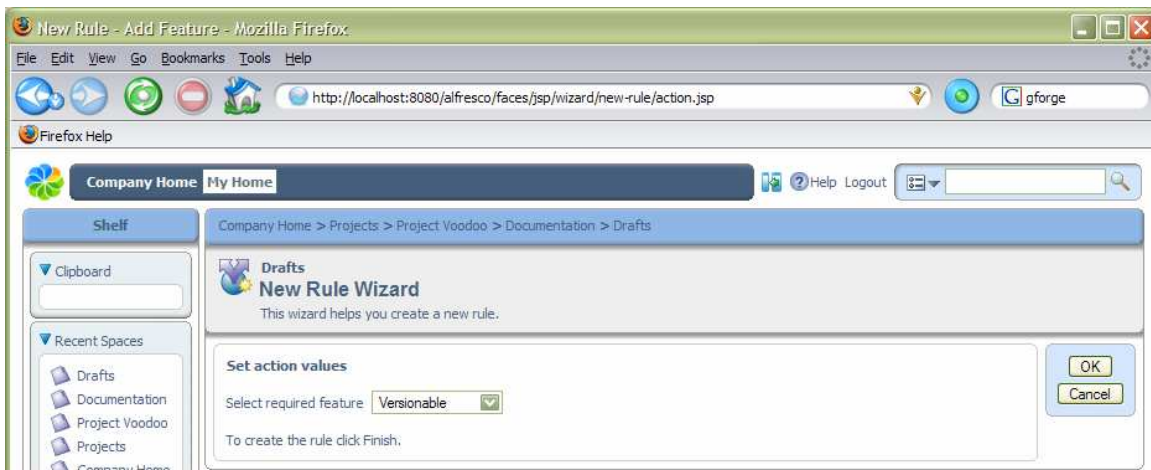 New Rule - Add Feature - Mozilla Firefox
File Edit View Go Bookmarks Tools Help
http://localhost:8080/alfresco/faces/jsp/wizard/new-rule/action.jsp
G gforge
Firefox Help
Company Home My Home
Help Logout
Shelf
Company Home > Projects > Project Voodoo > Documentation > Drafts
Clipboard
Drafts
New Rule Wizard
This wizard helps you create a new rule.
Recent Spaces
Drafts
Documentation
Project Voodoo
Projects
Company Home
Set action values
Select required feature Versionable
To create the rule click Finish.
OK
Cancel